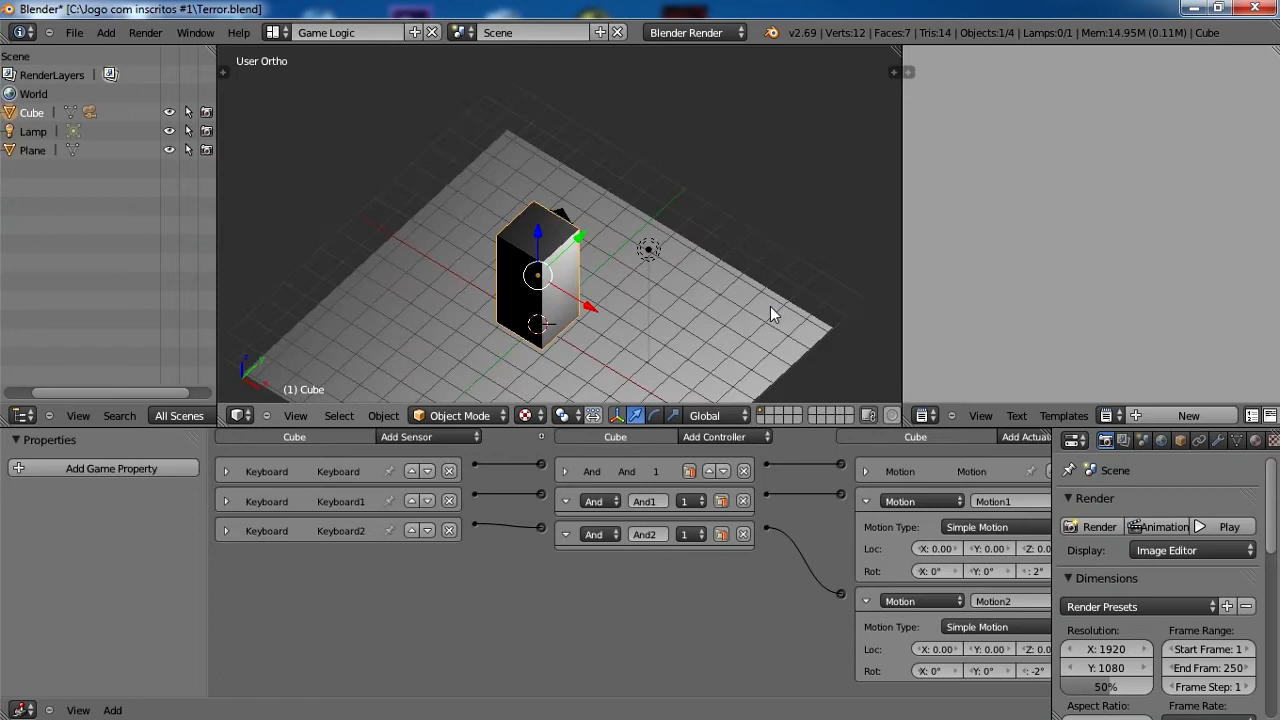 Blender* [C:\Jogo com inscritos #1\Terror.blend]
File Add Render Window Help Game Logic Scene Blender Render v2.69 | Verts:12 | Faces:7 | Tris:14 | Objects:1/4 | Lamps:0/1 | Mem:14.95M (0.11M) | Cube
Scene
RenderLayers
World
Cube
Lamp
Plane
User Ortho
(1) Cube
View Search All Scenes
View Select Object Object Mode Global
View Text Templates New
Properties
Add Game Property
Cube Add Sensor Cube Add Controller Cube Add Actua
Keyboard Keyboard And And 1 Motion Motion
Keyboard Keyboard1 And And1 1 Motion Motion1
Keyboard Keyboard2 And And2 1
Motion Type: Simple Motion
Loc: X: 0.00 Y: 0.00 Z: 0.0
Rot: X: 0° Y: 0° : 2°
Motion Motion2
Motion Type: Simple Motion
Loc: X: 0.00 Y: 0.00 Z: 0.0
Rot: X: 0° Y: 0° : -2°
View Add
Scene
Render
Render Animation Play
Display: Image Editor
Dimensions
Render Presets
Resolution: Frame Range:
X: 1920 Start Frame: 1
Y: 1080 End Fram: 250
50% Frame Step: 1
Aspect Ratio: Frame Rate: